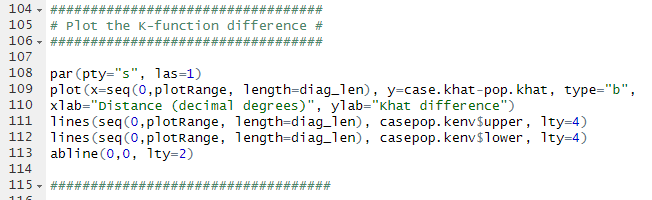 104 ##################################
105 # Plot the K-function difference #
106 ##################################
107
108 par(pty="s", las=1)
109 plot(x=seq(0,plotRange, length=diag_len), y=case.khat-pop.khat, type="b",
110 xlab="Distance (decimal degrees)", ylab="Khat difference")
111 lines(seq(0,plotRange, length=diag_len), casepop.kenv$upper, lty=4)
112 lines(seq(0,plotRange, length=diag_len), casepop.kenv$lower, lty=4)
113 abline(0,0, lty=2)
114
115 ###################################